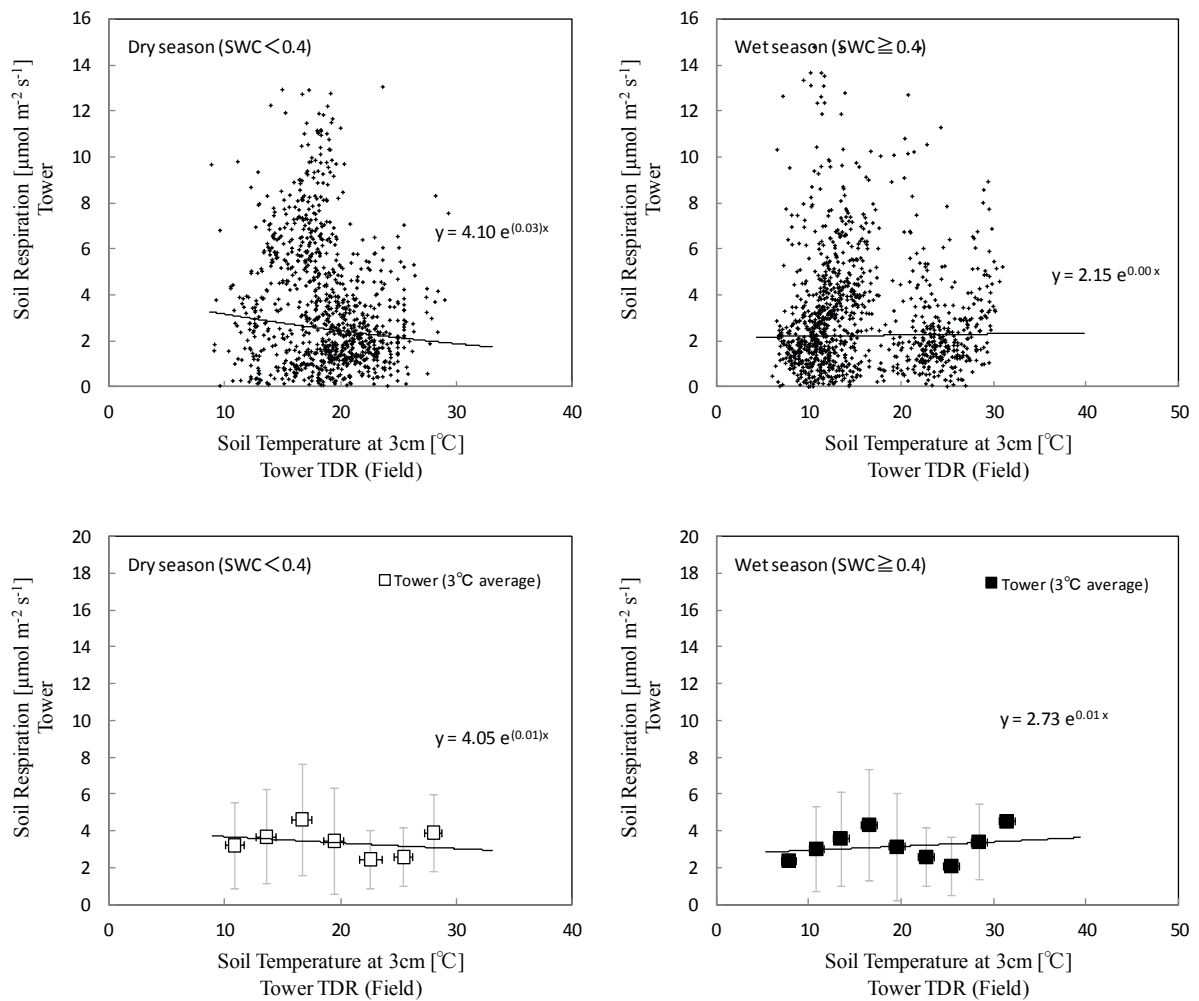 Dry season (SWC＜0.4)
y = 4.10 e(0.03)x
16
14
12
10
8
6
4
2
0
0 10 20 30 40
Soil Respiration [µmol m-2 s-1]
Tower
Soil Temperature at 3cm [℃]
Tower TDR (Field)
Wet season (SWC≧0.4)
y = 2.15 e0.00 x
16
14
12
10
8
6
4
2
0
0 10 20 30 40 50
Soil Respiration [µmol m-2 s-1]
Tower
Soil Temperature at 3cm [℃]
Tower TDR (Field)
Dry season (SWC＜0.4)
Tower (3℃ average)
y = 4.05 e(0.01)x
20
18
16
14
12
10
8
6
4
2
0
0 10 20 30 40
Soil Respiration [µmol m-2 s-1]
Tower
Soil Temperature at 3cm [℃]
Tower TDR (Field)
Wet season (SWC≧0.4)
Tower (3℃ average)
y = 2.73 e0.01 x
20
18
16
14
12
10
8
6
4
2
0
0 10 20 30 40 50
Soil Respiration [µmol m-2 s-1]
Tower
Soil Temperature at 3cm [℃]
Tower TDR (Field)